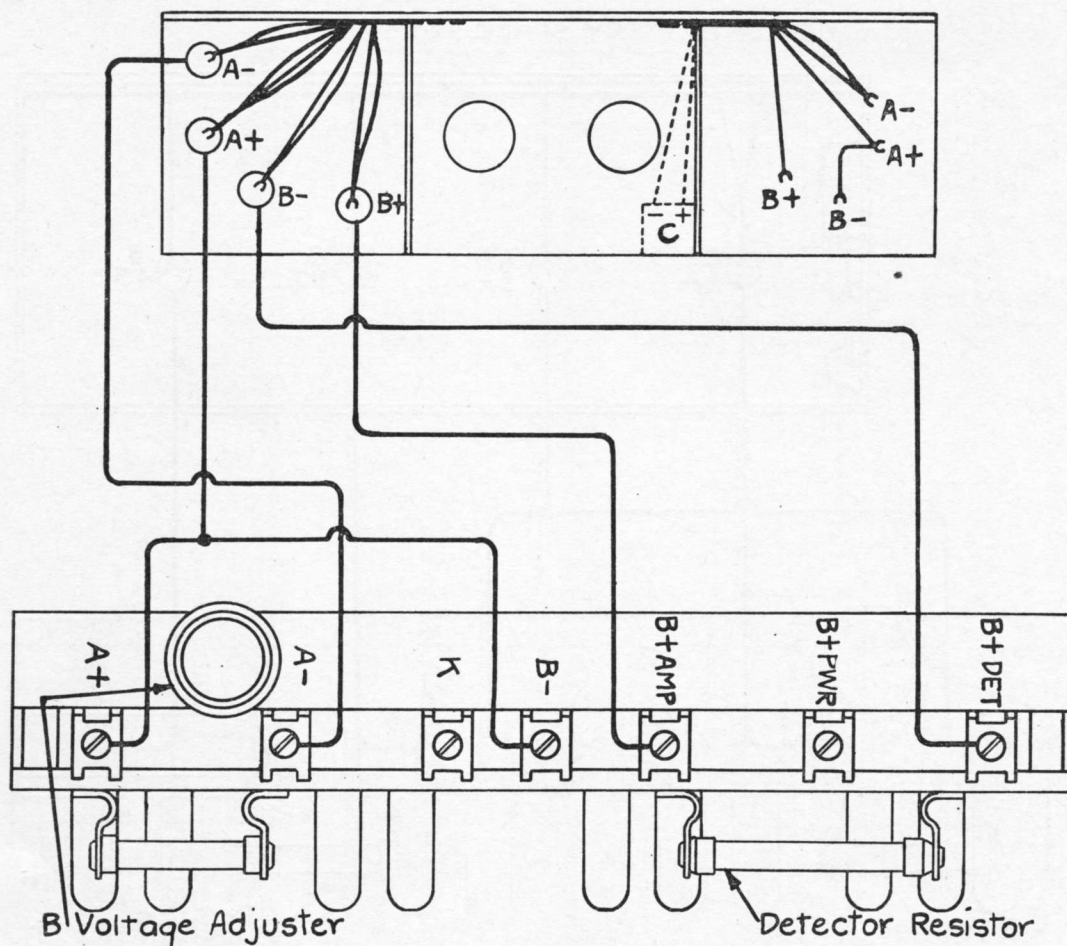 A-
A+
B-
B+
A-
A+
B+
B-
- +
C
A+
A-
K
B-
B+AMP
B+PWR
B+DET
B Voltage Adjuster
Detector Resistor